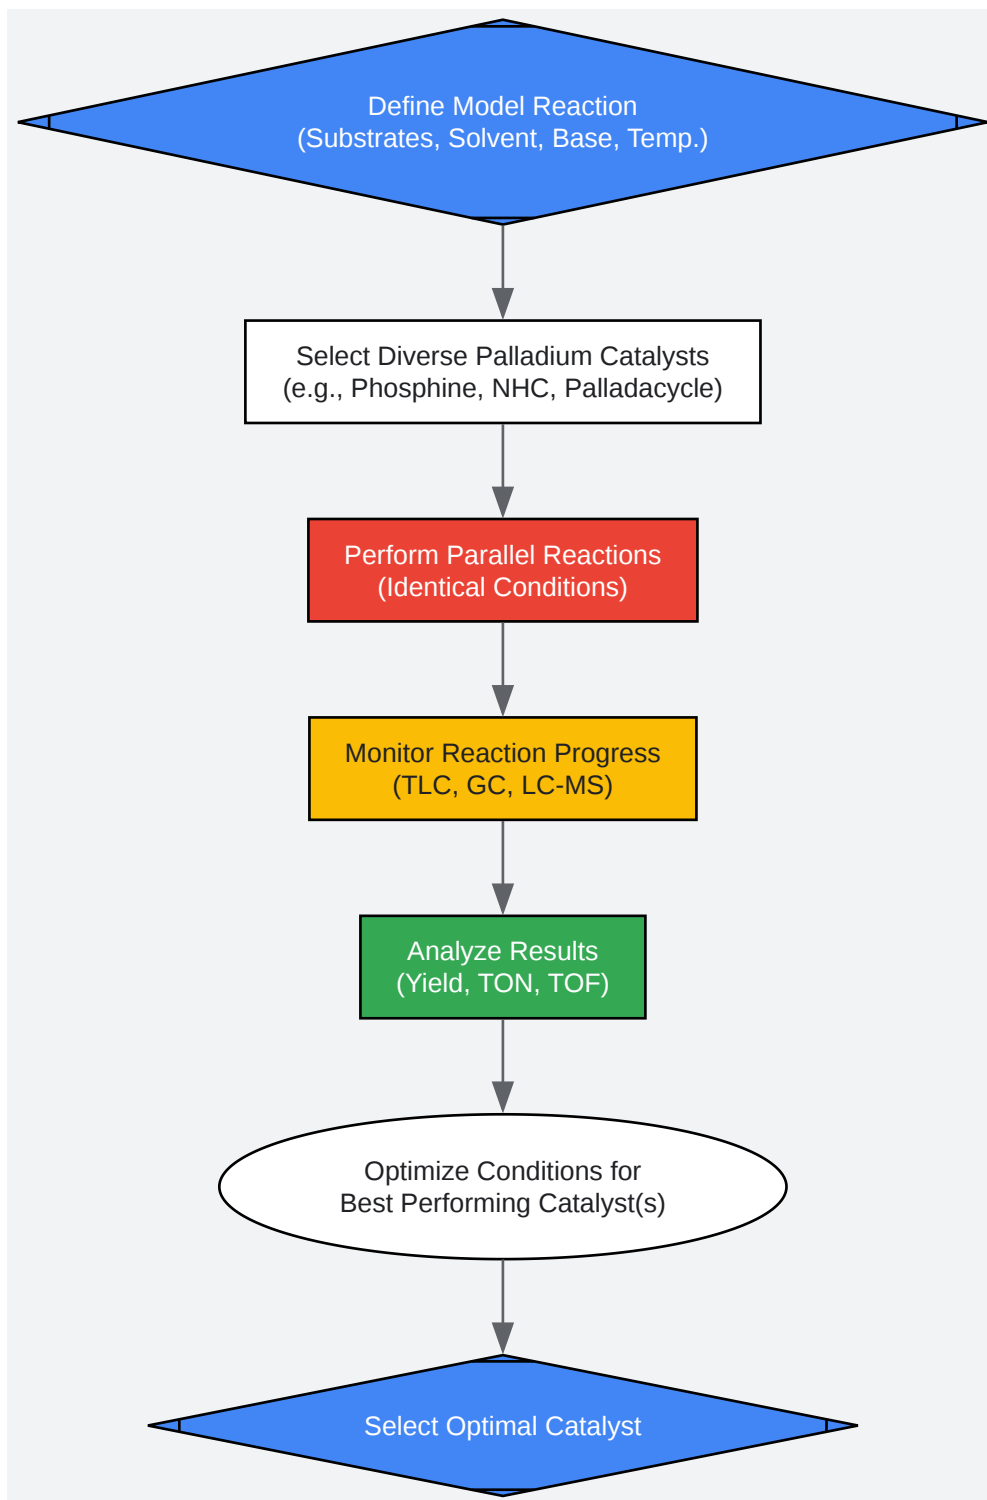 Define Model Reaction
(Substrates, Solvent, Base, Temp.)
Select Diverse Palladium Catalysts
(e.g., Phosphine, NHC, Palladacycle)
Perform Parallel Reactions
(Identical Conditions)
Monitor Reaction Progress
(TLC, GC, LC-MS)
Analyze Results
(Yield, TON, TOF)
Optimize Conditions for
Best Performing Catalyst(s)
Select Optimal Catalyst